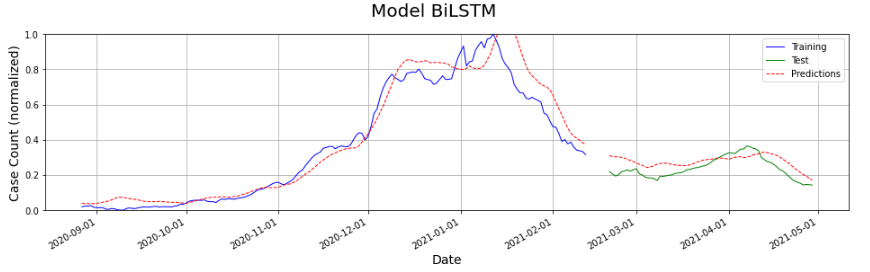 Model BiLSTM
Case Count (normalized)
1.0
0.8
0.6
0.4
0.2
0.0
Training
Test
Predictions
2020-09-01
2020-10-01
2020-11-01
2020-12-01
2021-01-01
2021-02-01
2021-03-01
2021-04-01
2021-05-01
Date